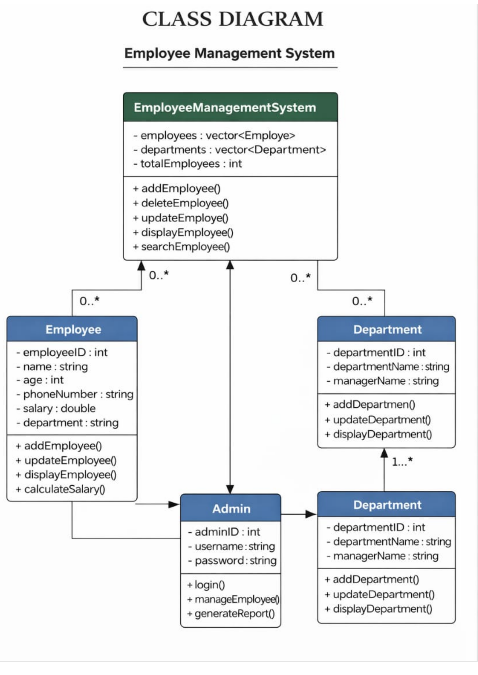 CLASS DIAGRAM
Employee Management System
EmployeeManagementSystem
- employees : vector<Employe>
- departments : vector<Department>
- totalEmployees : int
+ addEmployee()
+ deleteEmployee()
+ updateEmploye()
+ displayEmployee()
+ searchEmployee()
0..*
0..*
0..*
0..*
Employee
- employeeID : int
- name : string
- age : int
- phoneNumber : string
- salary : double
- department : string
+ addEmployee()
+ updateEmployee()
+ displayEmployee()
+ calculateSalary()
Department
- departmentID : int
- departmentName : string
- managerName : string
+ addDepartmen()
+ updateDepartment()
+ displayDepartment()
1...*
Admin
- adminID : int
- username : string
- password : string
+ login()
+ manageEmployee()
+ generateReport()
Department
- departmentID : int
- departmentName : string
- managerName : string
+ addDepartment()
+ updateDepartment()
+ displayDepartment()